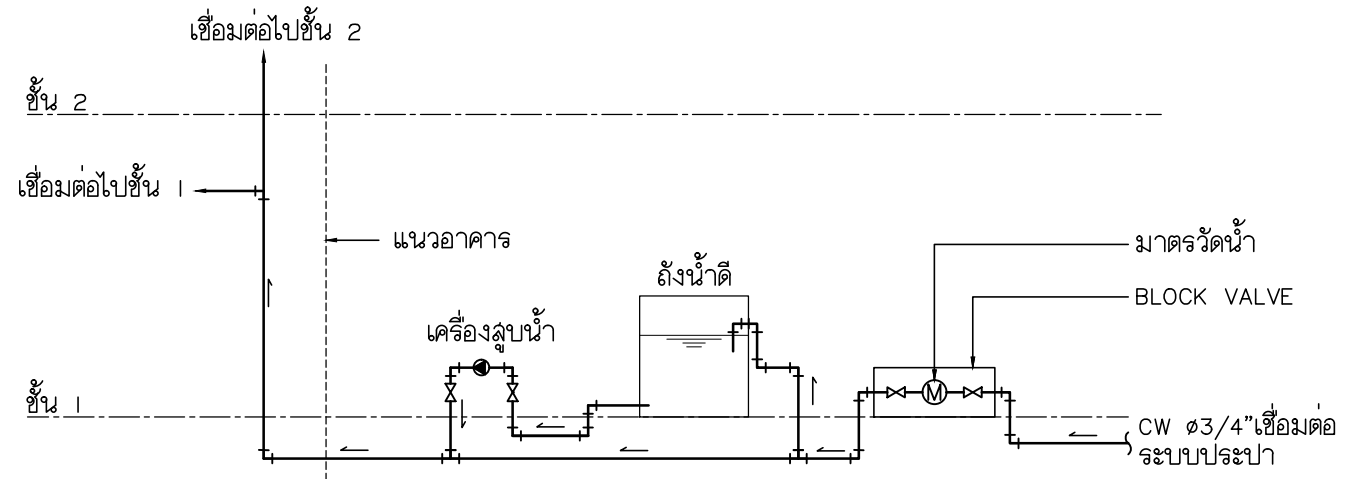 เชื่อมต่อไปชั้น 2
ชั้น 2
เชื่อมต่อไปชั้น 1
แนวอาคาร
มาตรวัดน้ำ
ถังน้ำดี
BLOCK VALVE
เครื่องสูบน้ำ
M
ชั้น 1
CW ø3/4"เชื่อมต่อ
ระบบประปา